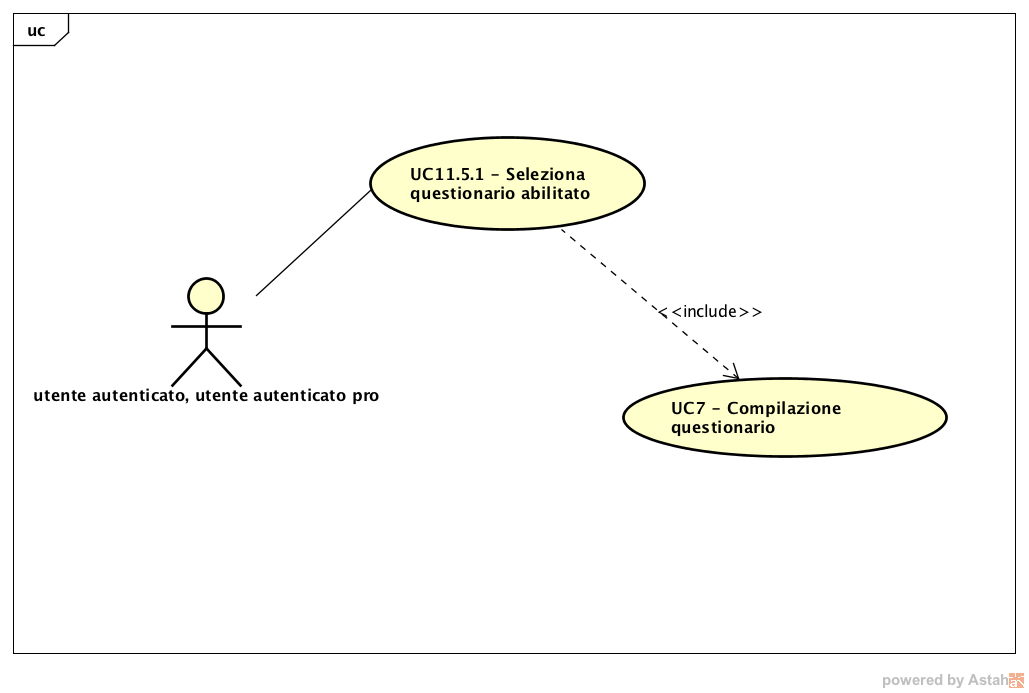 uc
UC11.5.1 - Seleziona
questionario abilitato
<<include>>
utente autenticato, utente autenticato pro
UC7 - Compilazione
questionario
powered by Astah